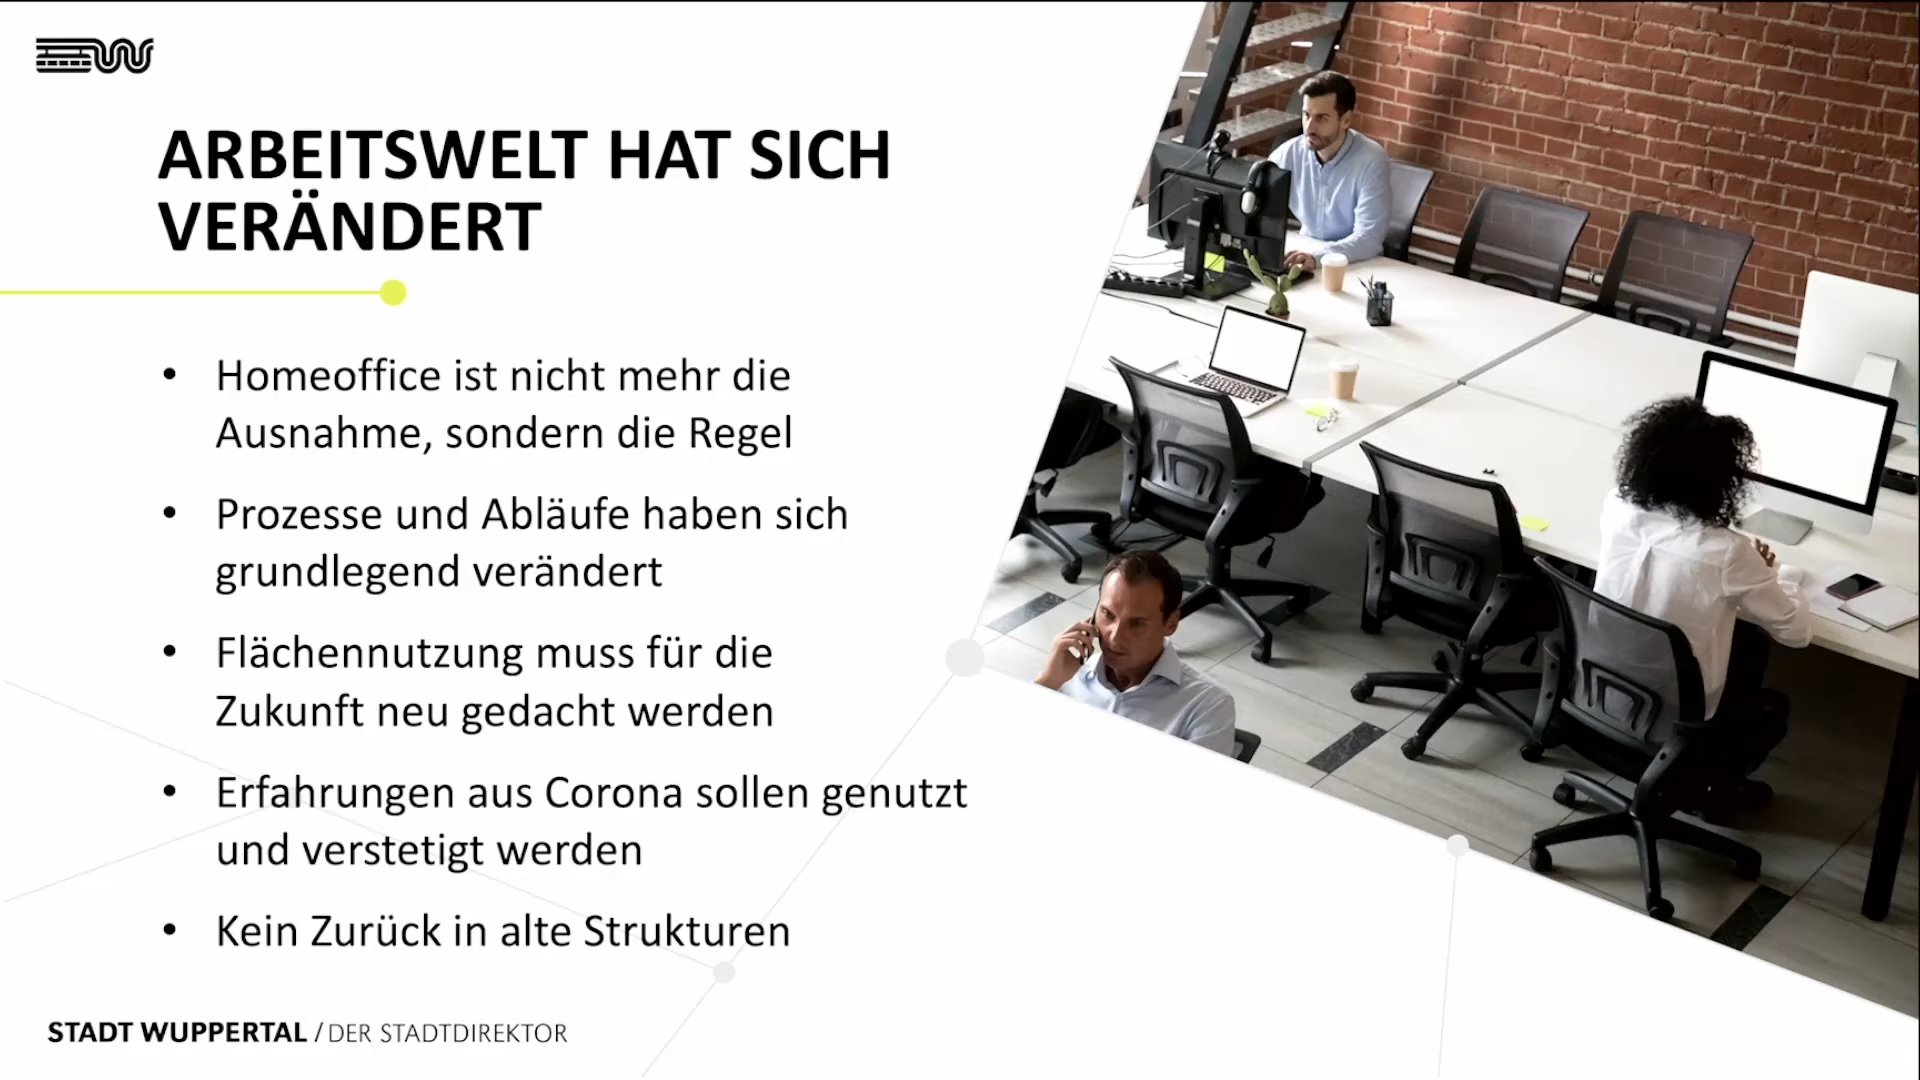 ARBEITSWELT HAT SICH
VERÄNDERT
• Homeoffice ist nicht mehr die
Ausnahme, sondern die Regel
• Prozesse und Abläufe haben sich
grundlegend verändert
• Flächennutzung muss für die
Zukunft neu gedacht werden
• Erfahrungen aus Corona sollen genutzt
und verstetigt werden
• Kein Zurück in alte Strukturen
STADT WUPPERTAL / DER STADTDIREKTOR